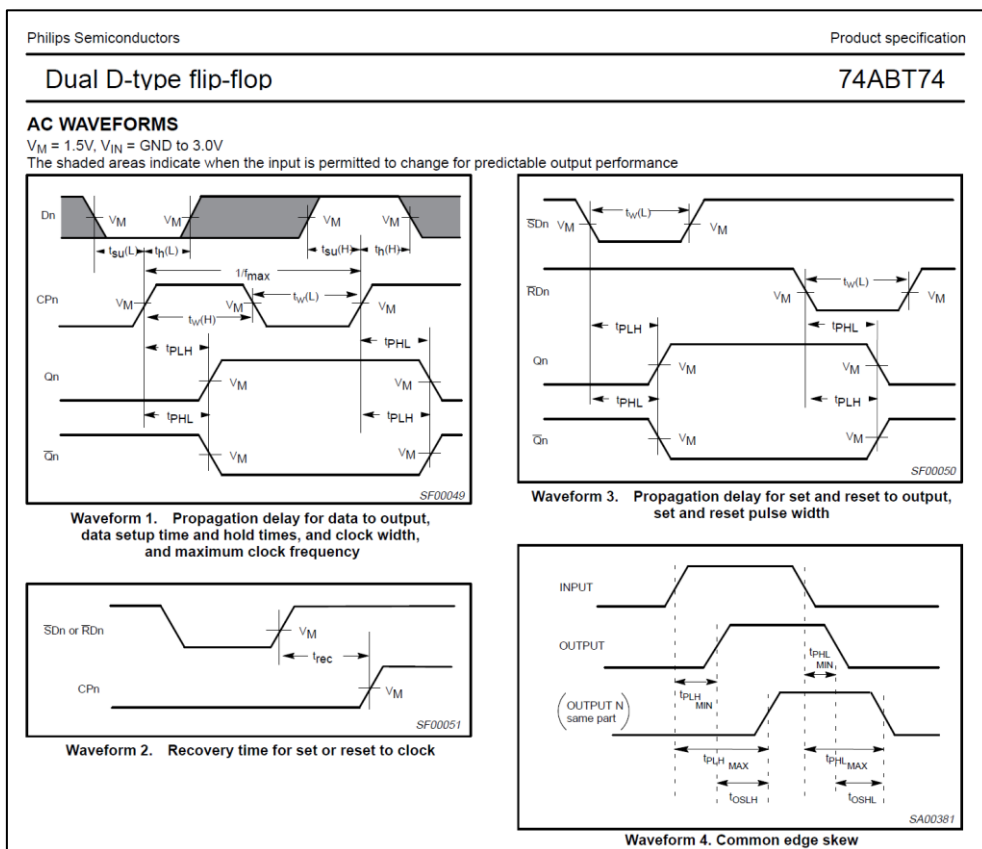 Philips Semiconductors
Product specification
Dual D-type flip-flop
74ABT74
AC WAVEFORMS
VM = 1.5V, VIN = GND to 3.0V
The shaded areas indicate when the input is permitted to change for predictable output performance
Dn
VM
VM
VM
VM
tsu(L)
th(L)
tsu(H)
th(H)
1/fmax
CPn
VM
VM
VM
tw(L)
tw(H)
tPLH
tPHL
Qn
VM
VM
tPHL
tPLH
Q̅n
VM
VM
SF00049
Waveform 1. Propagation delay for data to output,
data setup time and hold times, and clock width,
and maximum clock frequency
S̅Dn or R̅Dn
VM
trec
CPn
VM
SF00051
Waveform 2. Recovery time for set or reset to clock
S̅Dn
VM
tw(L)
VM
R̅Dn
VM
tw(L)
VM
tPLH
tPHL
Qn
VM
VM
tPHL
tPLH
Q̅n
VM
VM
SF00050
Waveform 3. Propagation delay for set and reset to output,
set and reset pulse width
INPUT
OUTPUT
tPHL
MIN
tPLH
MIN
(OUTPUT N
same part)
tPLH MAX
tPHL MAX
tOSLH
tOSHL
SA00381
Waveform 4. Common edge skew